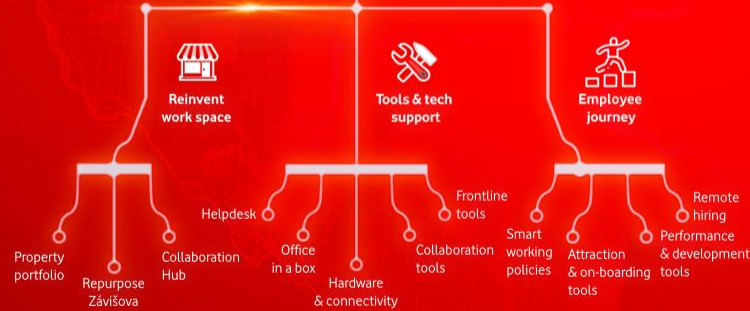 Reinvent
work space
Tools & tech
support
Employee
journey
Property
portfolio
Repurpose
Závišova
Collaboration
Hub
Helpdesk
Office
in a box
Hardware
& connectivity
Collaboration
tools
Frontline
tools
Smart
working
policies
Attraction
& on-boarding
tools
Performance
& development
tools
Remote
hiring